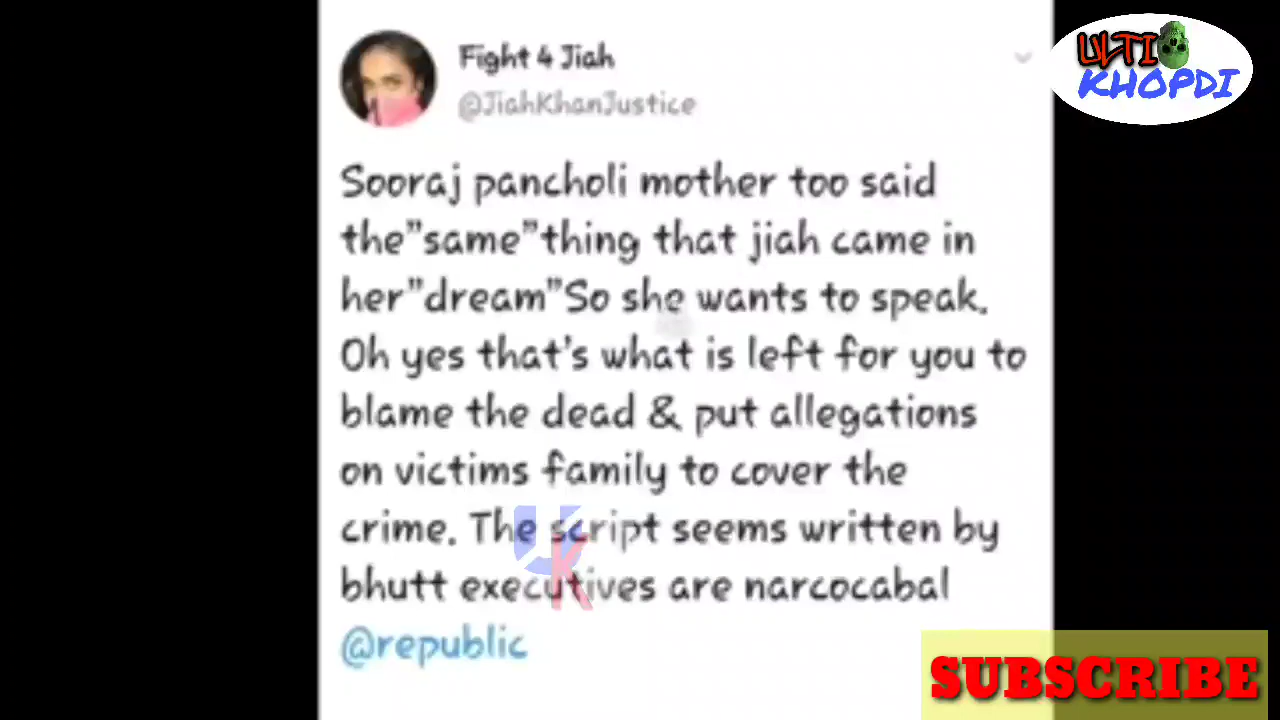 Fight 4 Jiah
@JiahKhanJustice
ULTI
KHOPDI
Sooraj pancholi mother too said
the"same"thing that jiah came in
her"dream"So she wants to speak.
Oh yes that's what is left for you to
blame the dead & put allegations
on victims family to cover the
crime. The script seems written by
bhutt executives are narcocabal
@republic
UK
SUBSCRIBE